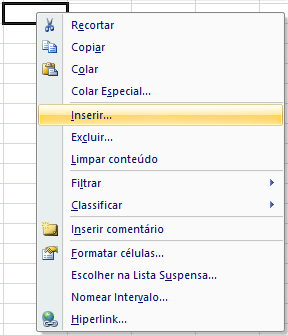 Recortar
Copiar
Colar
Colar Especial...
Inserir...
Excluir...
Limpar conteúdo
Filtrar
Classificar
Inserir comentário
Formatar células...
Escolher na Lista Suspensa...
Nomear Intervalo...
Hiperlink...